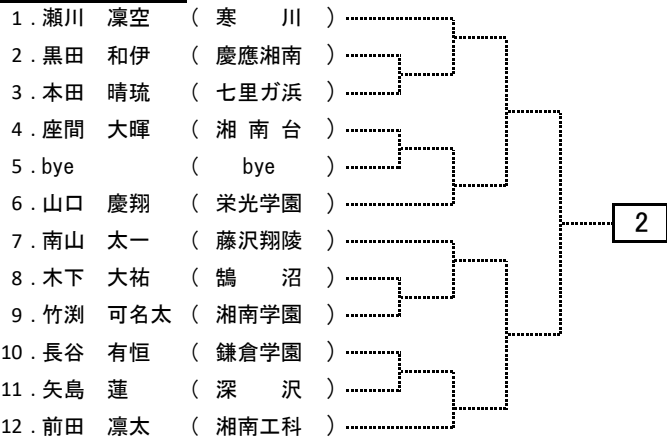 1．瀬川　凜空　（ 寒　　川 ）
2．黒田　和伊　（ 慶應湘南 ）
3．本田　晴琉　（ 七里ガ浜 ）
4．座間　大暉　（ 湘 南 台 ）
5．bye　（ bye ）
6．山口　慶翔　（ 栄光学園 ）
7．南山　太一　（ 藤沢翔陵 ）
2
8．木下　大祐　（ 鵠　　沼 ）
9．竹渕　可名太　（ 湘南学園 ）
10．長谷　有恒　（ 鎌倉学園 ）
11．矢島　蓮　（ 深　　沢 ）
12．前田　凛太　（ 湘南工科 ）